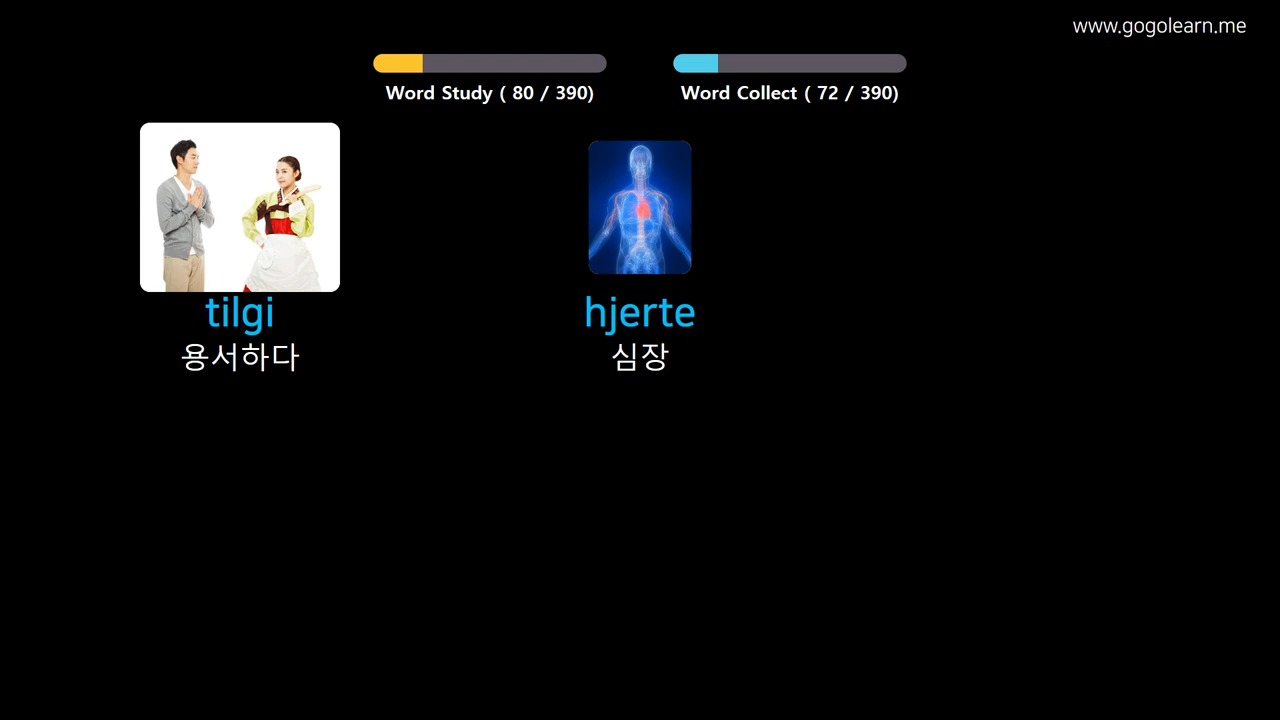 www.gogolearn.me
Word Study ( 80 / 390)
Word Collect ( 72 / 390)
tilgi
용서하다
hjerte
심장